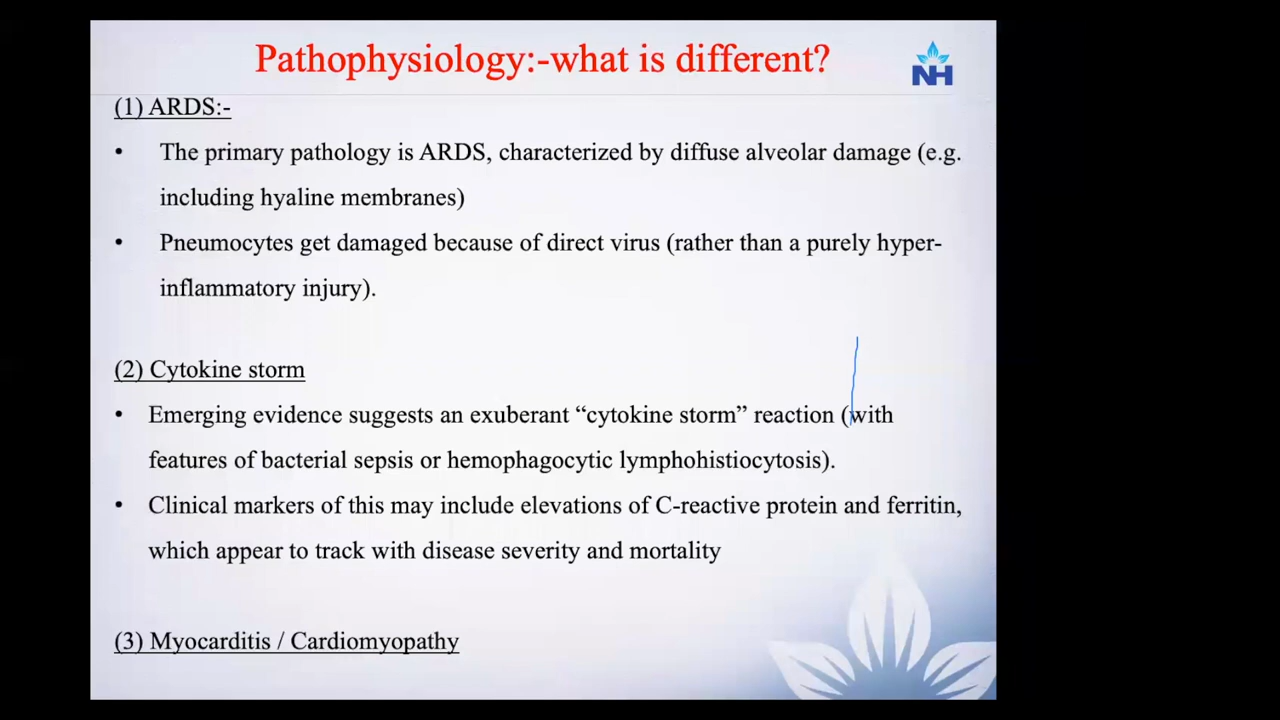 Pathophysiology:-what is different?
NH
(1) ARDS:-
• The primary pathology is ARDS, characterized by diffuse alveolar damage (e.g.
including hyaline membranes)
• Pneumocytes get damaged because of direct virus (rather than a purely hyper-
inflammatory injury).
(2) Cytokine storm
• Emerging evidence suggests an exuberant “cytokine storm” reaction (with
features of bacterial sepsis or hemophagocytic lymphohistiocytosis).
• Clinical markers of this may include elevations of C-reactive protein and ferritin,
which appear to track with disease severity and mortality
(3) Myocarditis / Cardiomyopathy